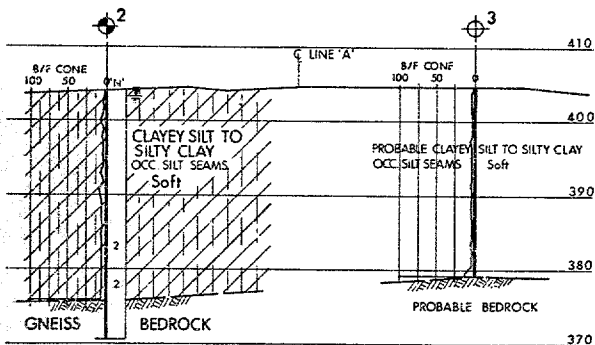 2
3
410
℄ LINE 'A'
B/F CONE
100 50 0 'N'
B/F CONE
100 50 0
400
CLAYEY SILT TO
SILTY CLAY
OCC. SILT SEAMS
Soft
PROBABLE CLAYEY SILT TO SILTY CLAY
OCC. SILT SEAMS Soft
390
2
380
2
PROBABLE BEDROCK
GNEISS BEDROCK
370